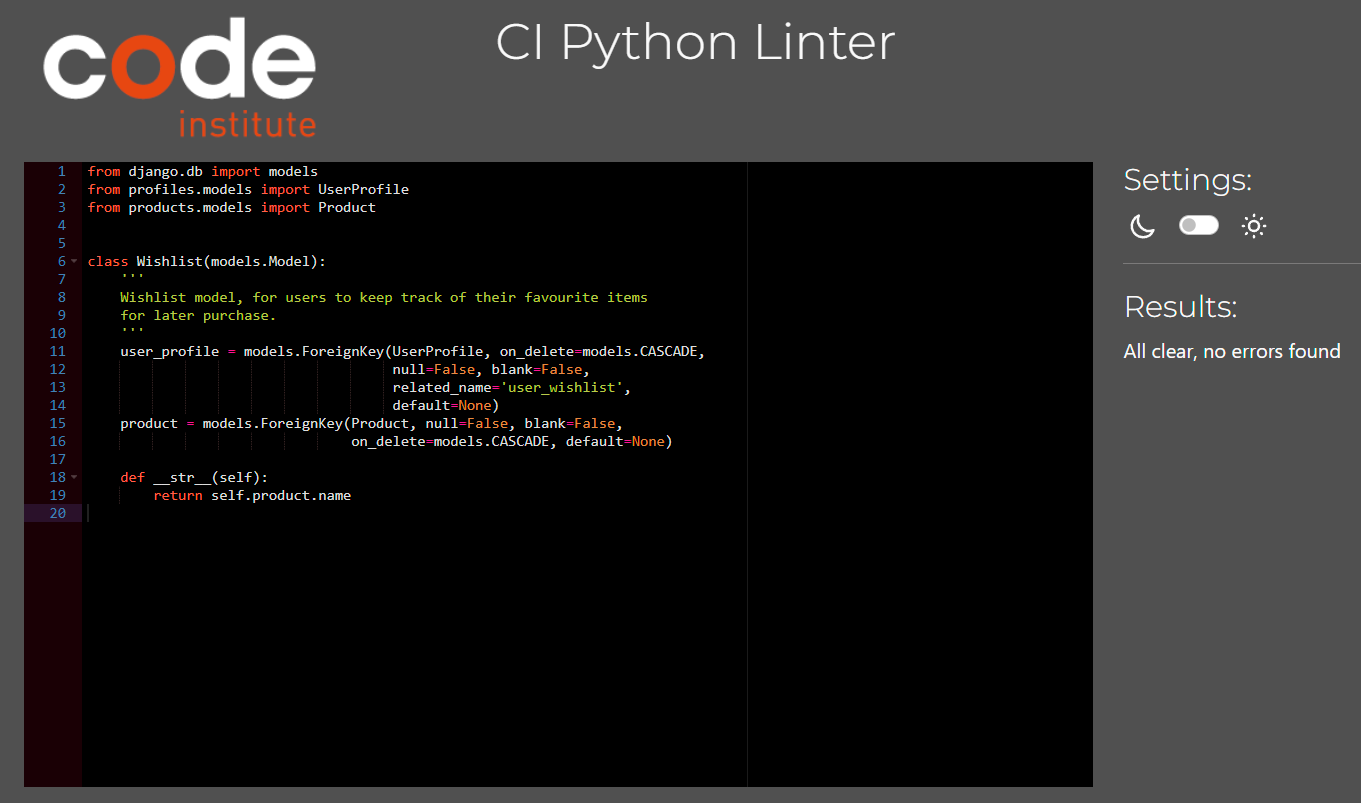 code
institute
CI Python Linter
1 from django.db import models
2 from profiles.models import UserProfile
3 from products.models import Product
4
5
6 class Wishlist(models.Model):
7     '''
8     Wishlist model, for users to keep track of their favourite items
9     for later purchase.
10     '''
11     user_profile = models.ForeignKey(UserProfile, on_delete=models.CASCADE,
12                                      null=False, blank=False,
13                                      related_name='user_wishlist',
14                                      default=None)
15     product = models.ForeignKey(Product, null=False, blank=False,
16                                 on_delete=models.CASCADE, default=None)
17
18     def __str__(self):
19         return self.product.name
20
Settings:
Results:
All clear, no errors found